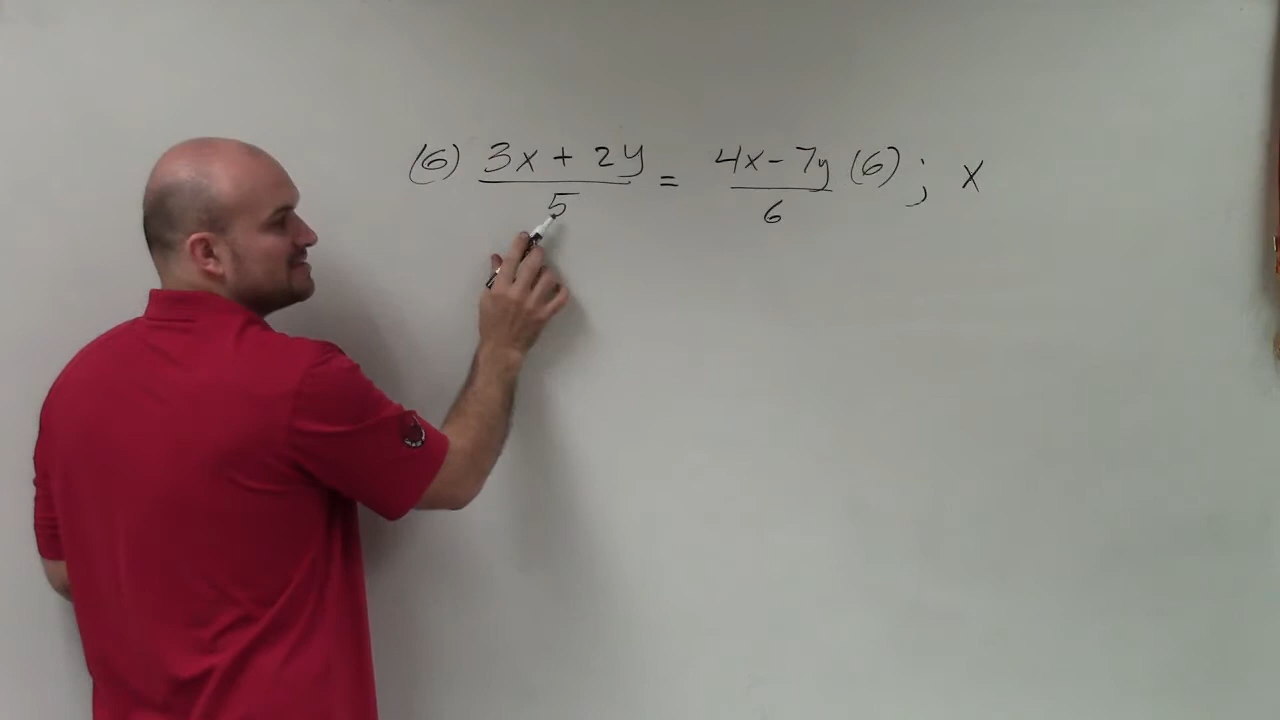 (6) 3x + 2y / 5 = 4x - 7y / 6 (6) ; x